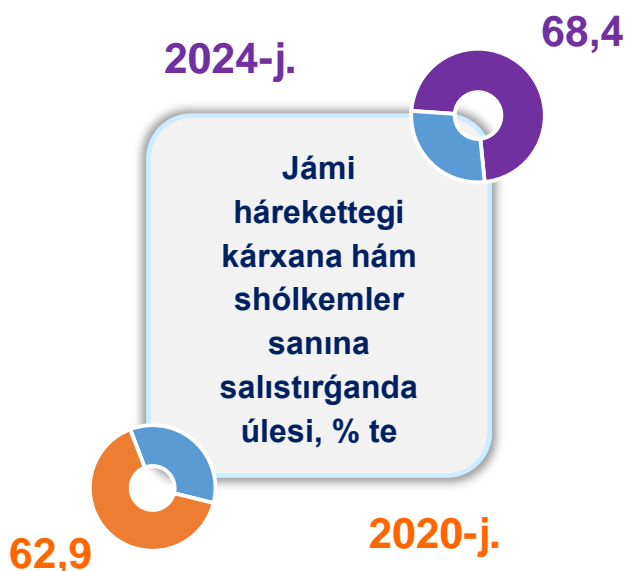 68,4
2024-j.
Jámi
hárekettegi
kárxana hám
shólkemler
sanına
salıstırǵanda
úlesi, % te
2020-j.
62,9